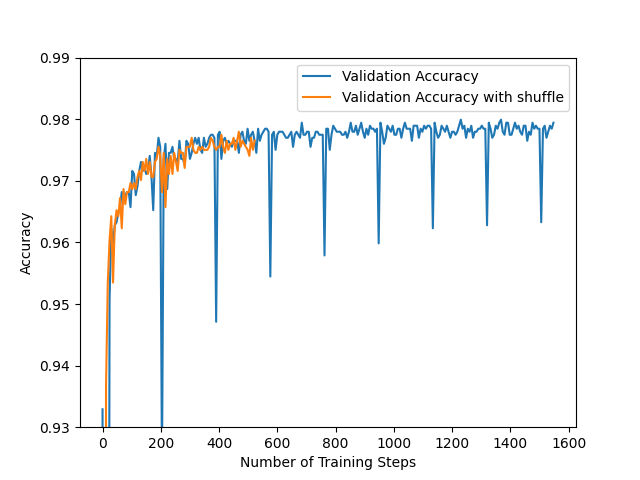 0.99
0.98
0.97
0.96
0.95
0.94
0.93
Accuracy
Validation Accuracy
Validation Accuracy with shuffle
0 200 400 600 800 1000 1200 1400 1600
Number of Training Steps